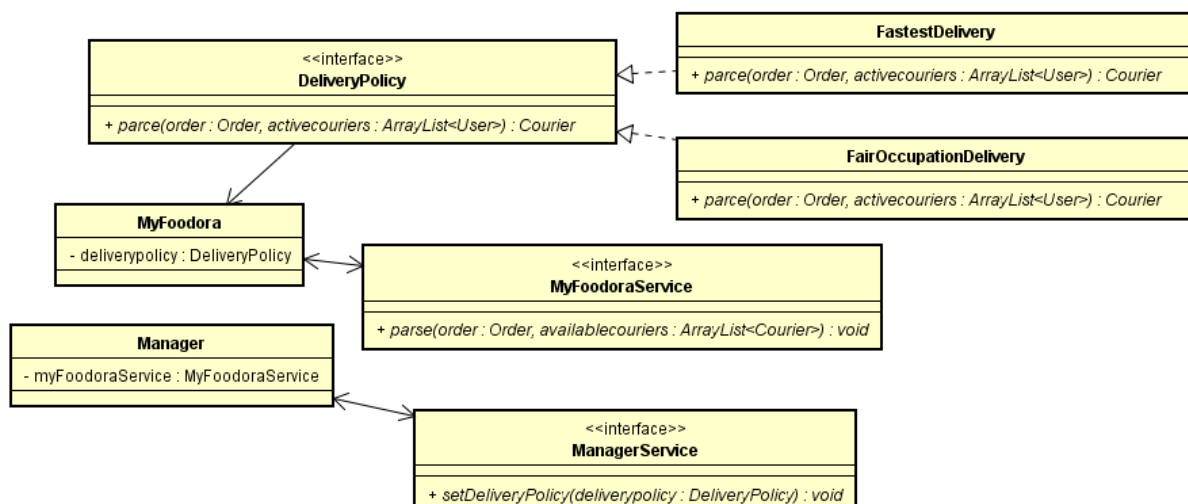 <<interface>>
DeliveryPolicy
+ parce(order : Order, activecouriers : ArrayList<User>) : Courier
FastestDelivery
+ parce(order : Order, activecouriers : ArrayList<User>) : Courier
FairOccupationDelivery
+ parce(order : Order, activecouriers : ArrayList<User>) : Courier
MyFoodora
- deliverypolicy : DeliveryPolicy
<<interface>>
MyFoodoraService
+ parse(order : Order, availablecouriers : ArrayList<Courier>) : void
Manager
- myFoodoraService : MyFoodoraService
<<interface>>
ManagerService
+ setDeliveryPolicy(deliverypolicy : DeliveryPolicy) : void